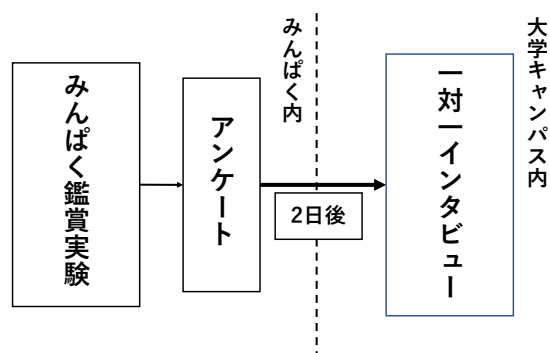 みんぱく鑑賞実験
アンケート
みんぱく内
2日後
一対一インタビュー
大学キャンパス内